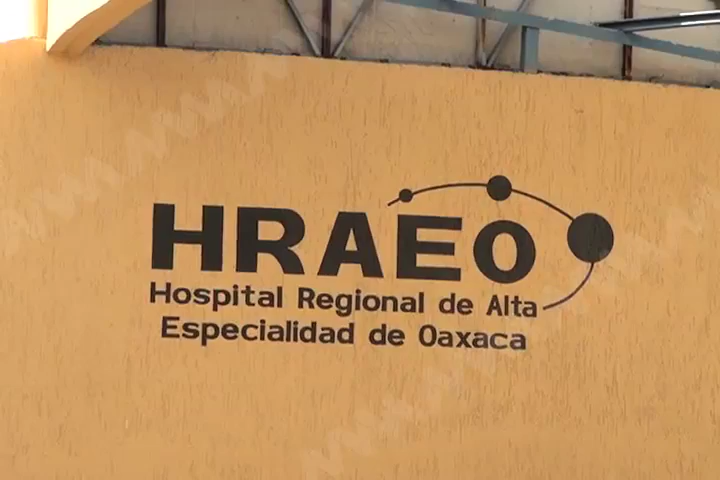 HRAEO
Hospital Regional de Alta
Especialidad de Oaxaca